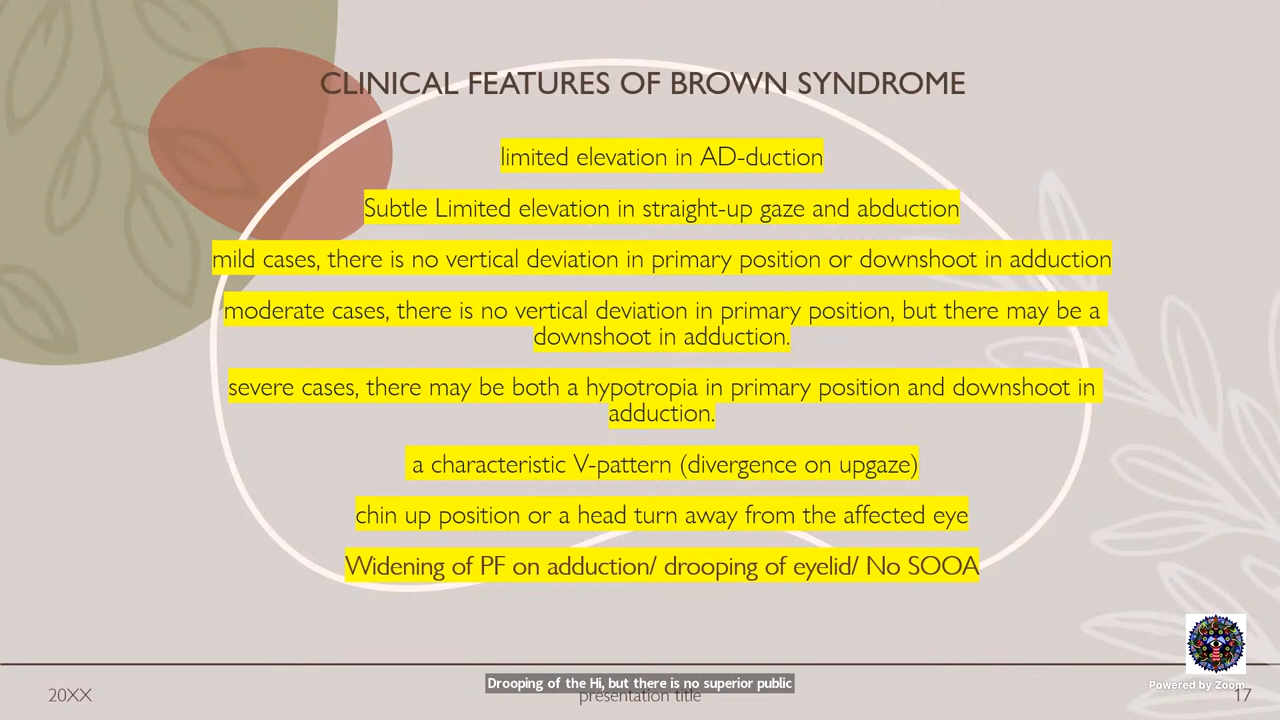 CLINICAL FEATURES OF BROWN SYNDROME
limited elevation in AD-duction
Subtle Limited elevation in straight-up gaze and abduction
mild cases, there is no vertical deviation in primary position or downshoot in adduction
moderate cases, there is no vertical deviation in primary position, but there may be a
downshoot in adduction.
severe cases, there may be both a hypotropia in primary position and downshoot in
adduction.
a characteristic V-pattern (divergence on upgaze)
chin up position or a head turn away from the affected eye
Widening of PF on adduction/ drooping of eyelid/ No SOOA
Drooping of the Hi, but there is no superior public
Powered by Zoom
20XX
presentation title
17